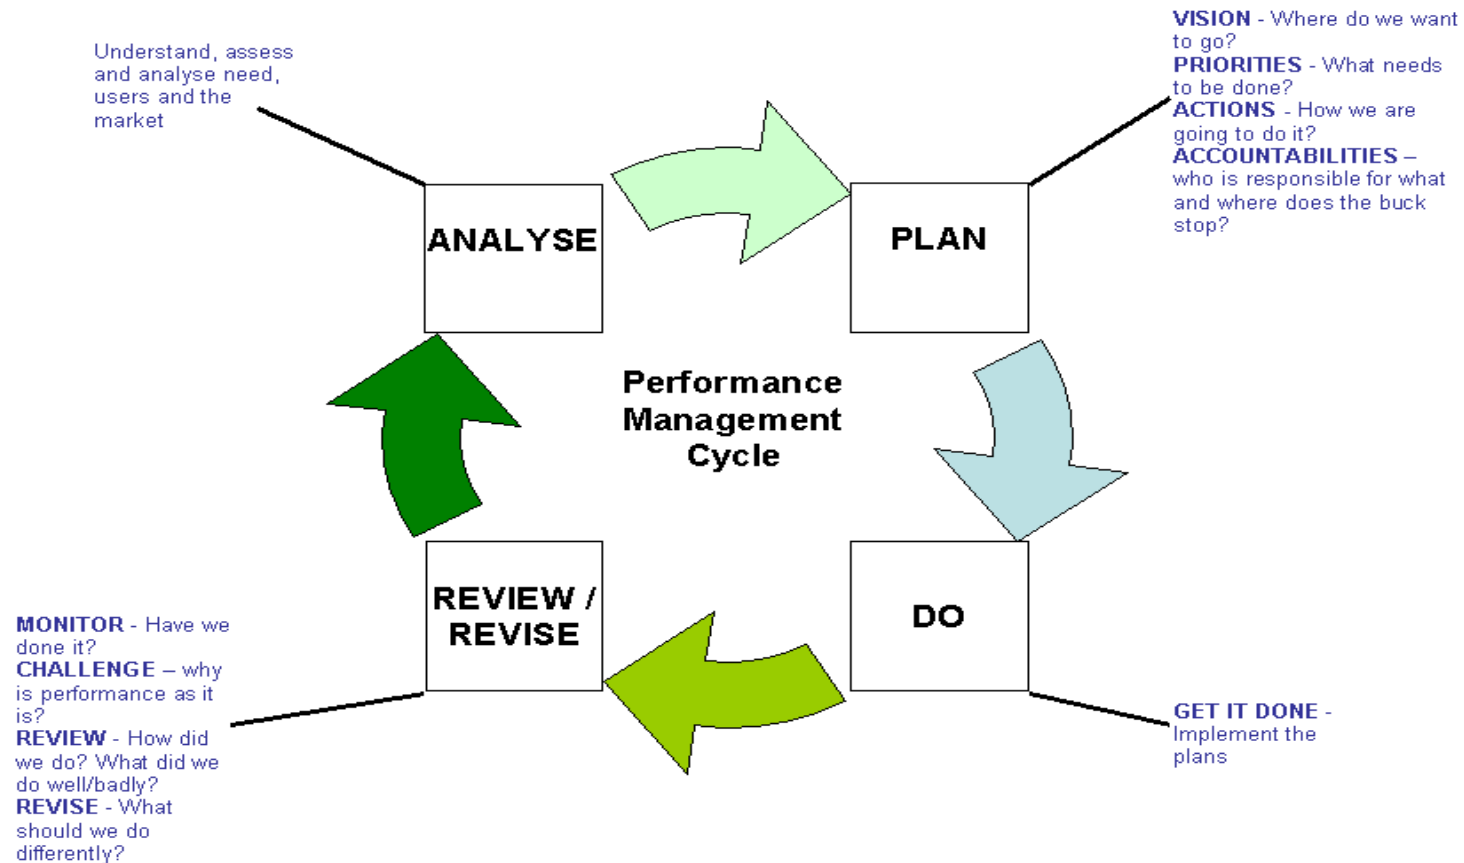 Understand, assess
and analyse need,
users and the
market
VISION - Where do we want
to go?
PRIORITIES - What needs
to be done?
ACTIONS - How we are
going to do it?
ACCOUNTABILITIES –
who is responsible for what
and where does the buck
stop?
ANALYSE
PLAN
Performance
Management
Cycle
REVIEW /
REVISE
DO
MONITOR - Have we
done it?
CHALLENGE – why
is performance as it
is?
REVIEW - How did
we do? What did we
do well/badly?
REVISE - What
should we do
differently?
GET IT DONE -
Implement the
plans